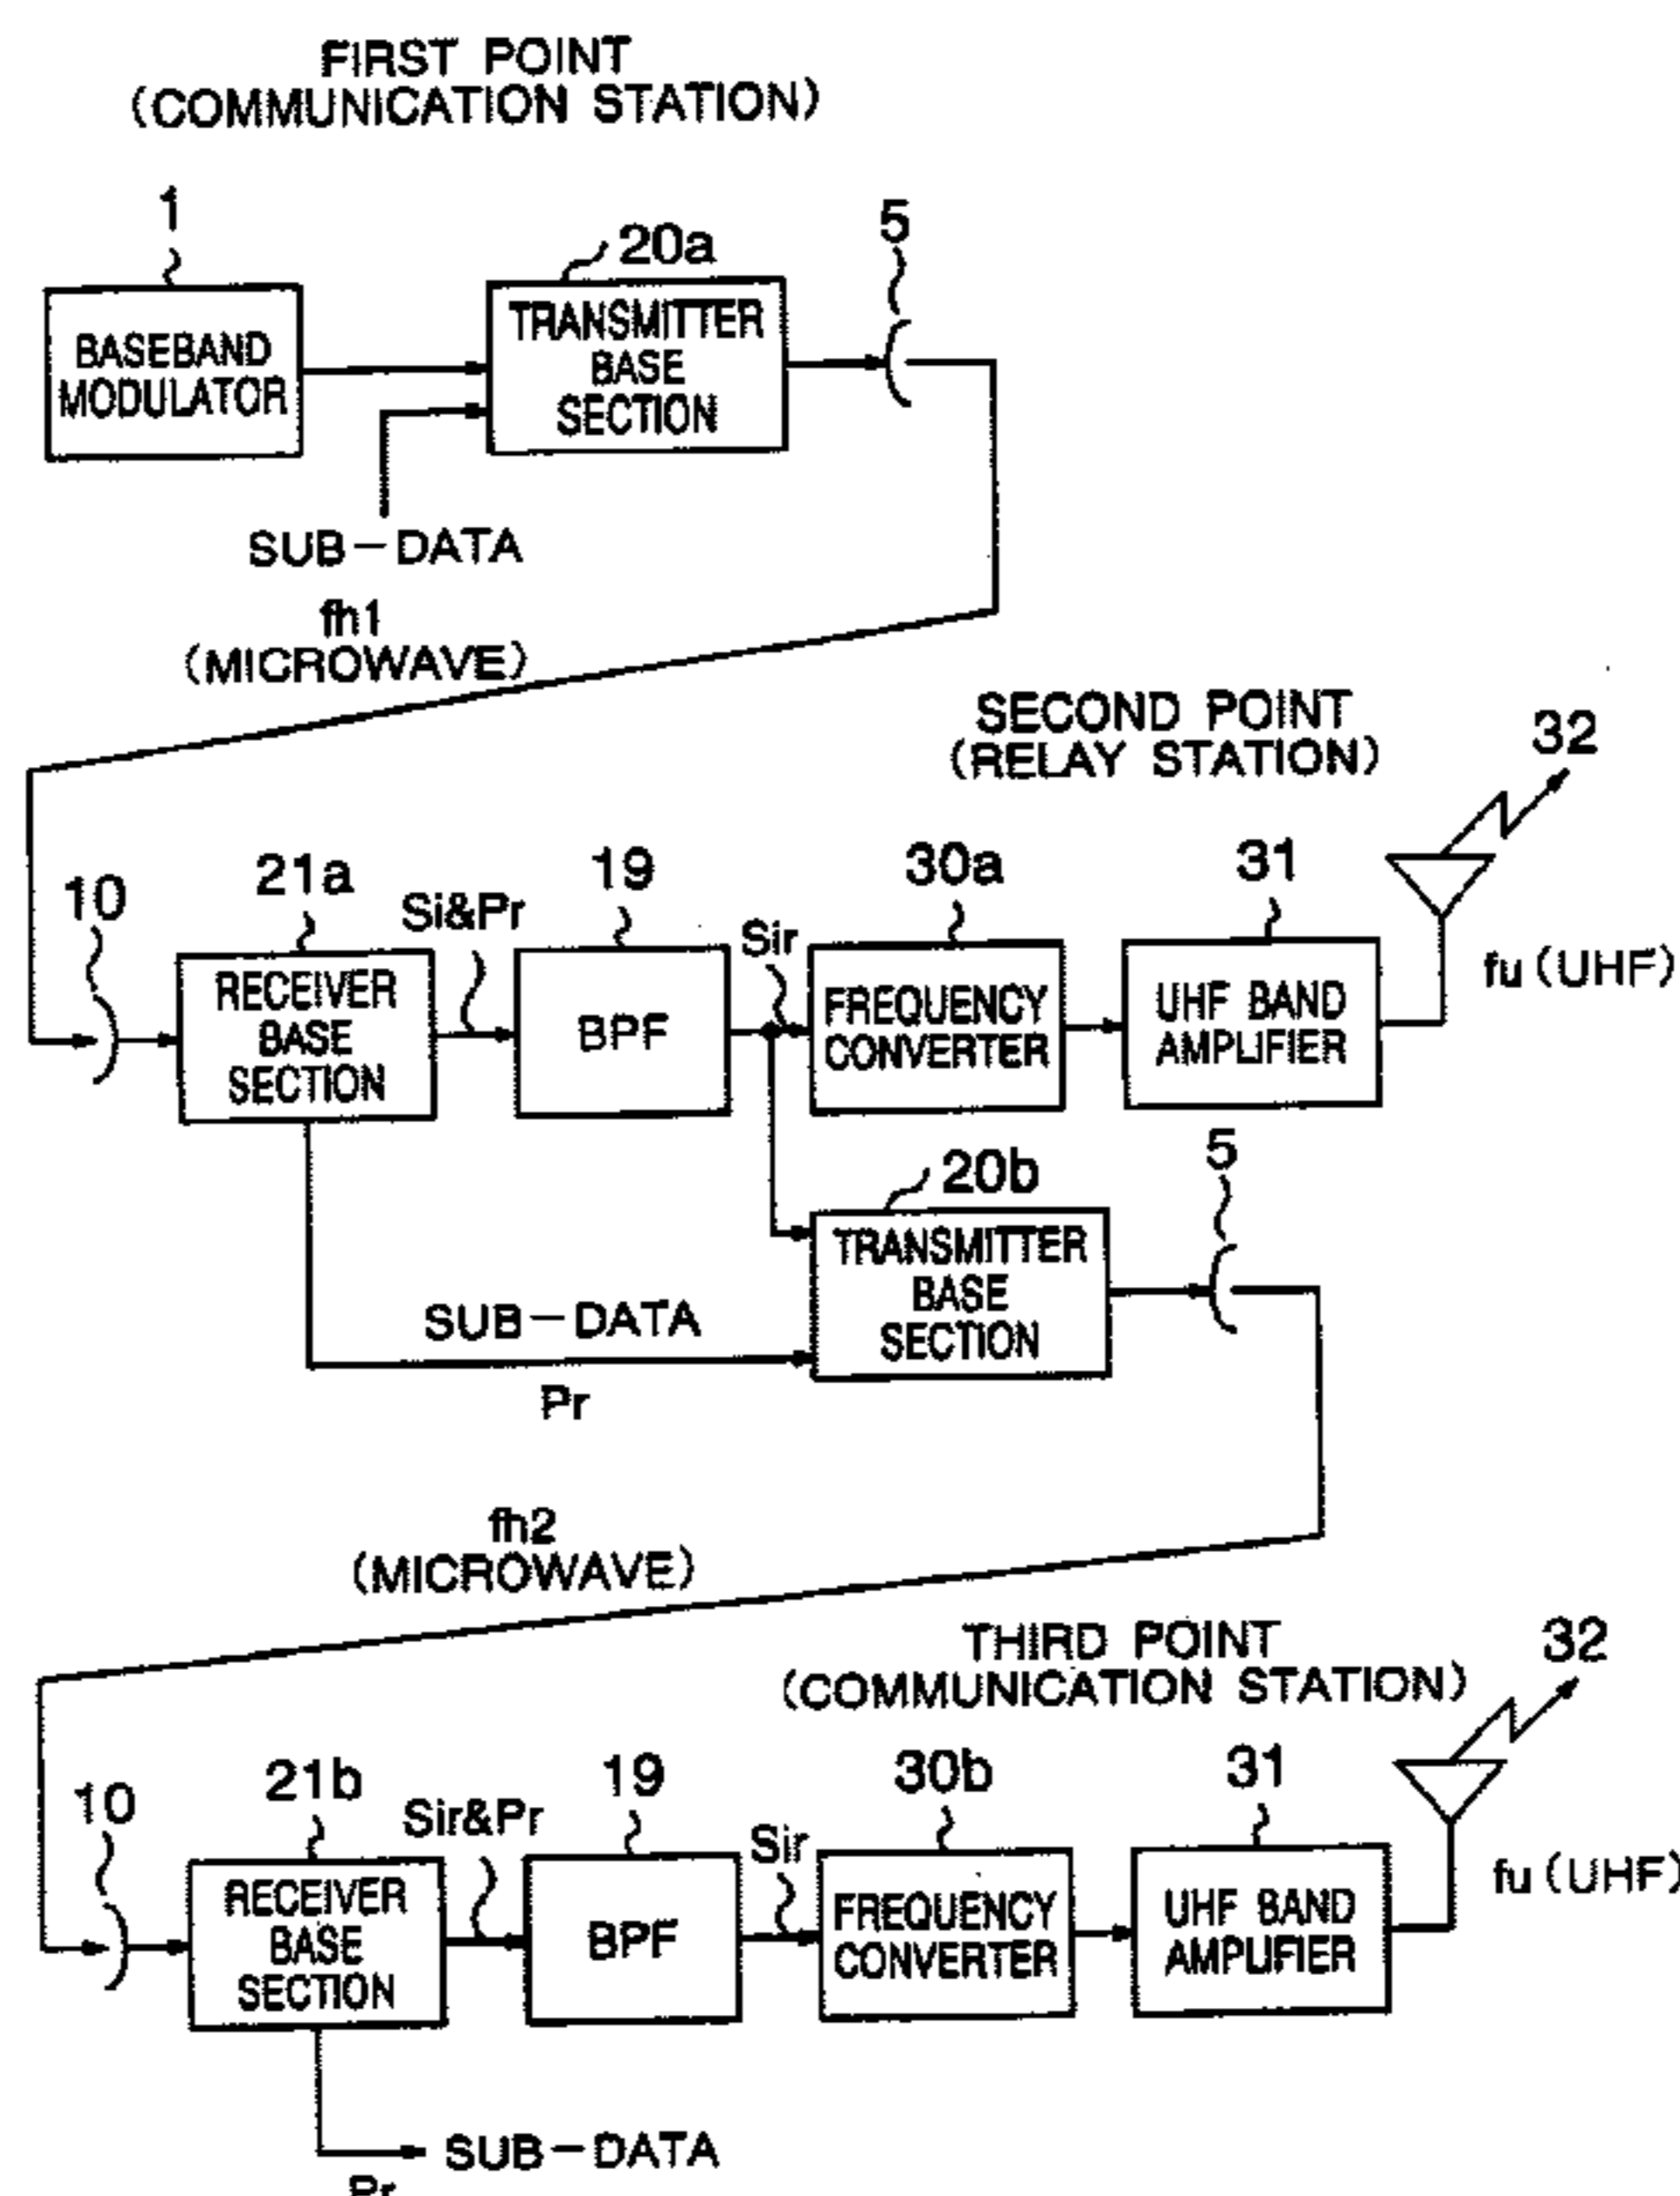 FIRST POINT
(COMMUNICATION STATION)
1
20a
5
BASEBAND
MODULATOR
TRANSMITTER
BASE
SECTION
SUB-DATA
fh1
(MICROWAVE)
SECOND POINT
(RELAY STATION)
32
10
21a
Si&Pr
19
Sir
30a
31
fu (UHF)
RECEIVER
BASE
SECTION
BPF
FREQUENCY
CONVERTER
UHF BAND
AMPLIFIER
20b
5
TRANSMITTER
BASE
SECTION
SUB-DATA
Pr
fh2
(MICROWAVE)
THIRD POINT
(COMMUNICATION STATION)
32
10
21b
Sir&Pr
19
Sir
30b
31
fu (UHF)
RECEIVER
BASE
SECTION
BPF
FREQUENCY
CONVERTER
UHF BAND
AMPLIFIER
SUB-DATA
Pr